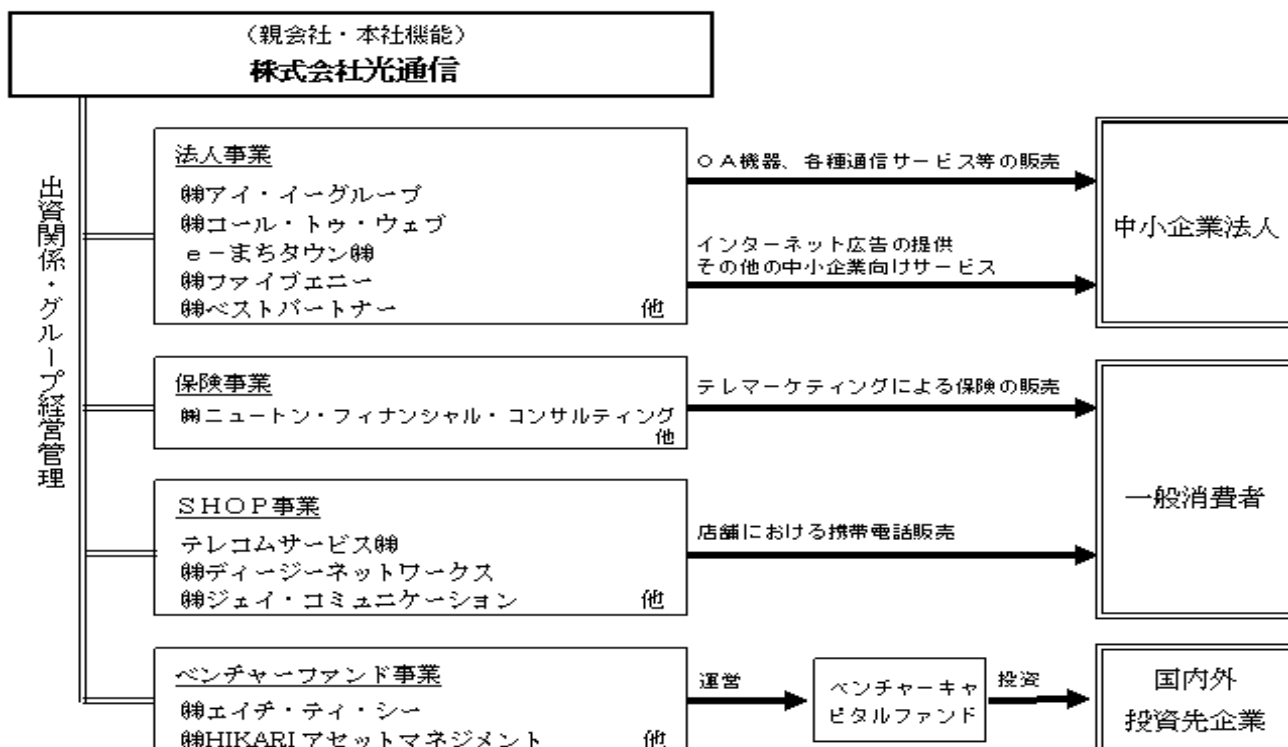 (親会社・本社機能)
株式会社光通信
出資関係・グループ経営管理
法人事業
㈱アイ・イーグループ
㈱コール・トゥ・ウェブ
e－まちタウン㈱
㈱ファイブエニー
㈱ベストパートナー 他
OA機器、各種通信サービス等の販売
インターネット広告の提供
その他の中小企業向けサービス
中小企業法人
保険事業
㈱ニュートン・フィナンシャル・コンサルティング
他
テレマーケティングによる保険の販売
一般消費者
SHOP事業
テレコムサービス㈱
㈱ディージーネットワークス
㈱ジェイ・コミュニケーション 他
店舗における携帯電話販売
ベンチャーファンド事業
㈱エイチ・ティ・シー
㈱HIKARIアセットマネジメント 他
運営
ベンチャーキャ
ピタルファンド
投資
国内外
投資先企業